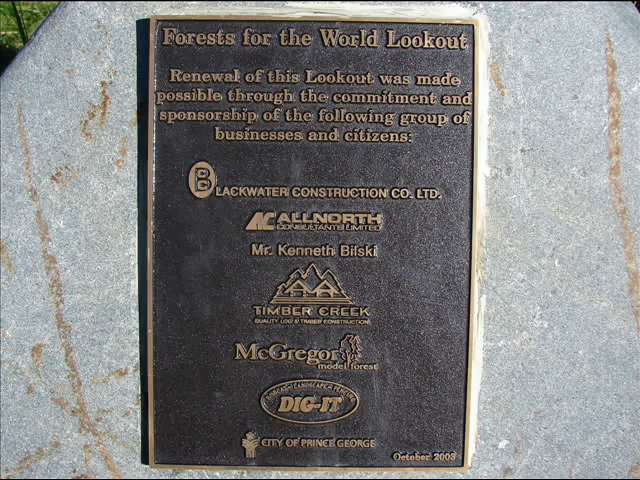 Forests for the World Lookout
Renewal of this Lookout was made
possible through the commitment and
sponsorship of the following group of
businesses and citizens:
BLACKWATER CONSTRUCTION CO. LTD.
AC ALLNORTH
CONSULTANTS LIMITED
Mr. Kenneth Bilski
TIMBER CREEK
QUALITY LOG & TIMBER CONSTRUCTION
McGregor
model forest
LANDSCAPE
DIG-IT
CITY OF PRINCE GEORGE
October 2003